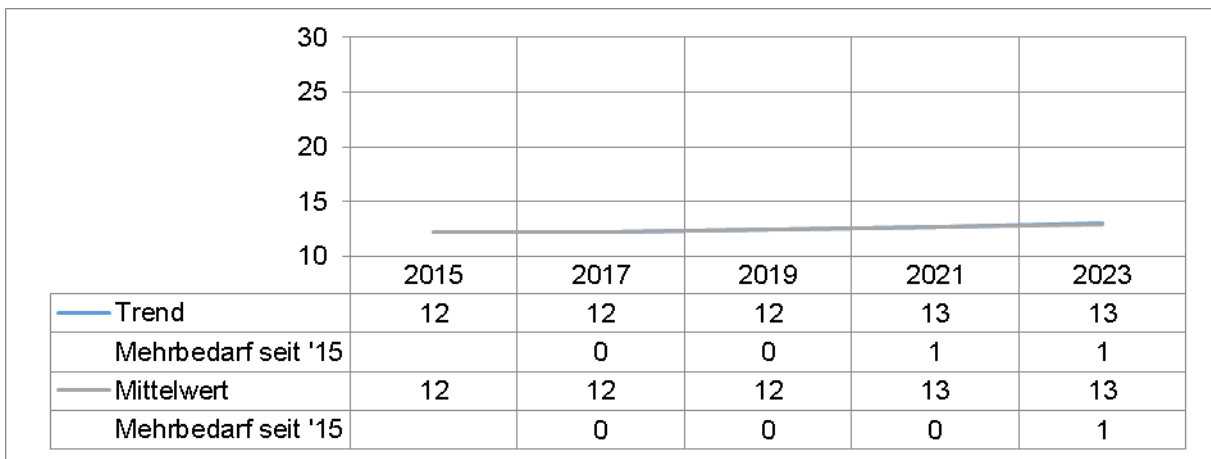 30
25
20
15
10
2015 2017 2019 2021 2023
Trend 12 12 12 13 13
Mehrbedarf seit '15 0 0 1 1
Mittelwert 12 12 12 13 13
Mehrbedarf seit '15 0 0 0 1